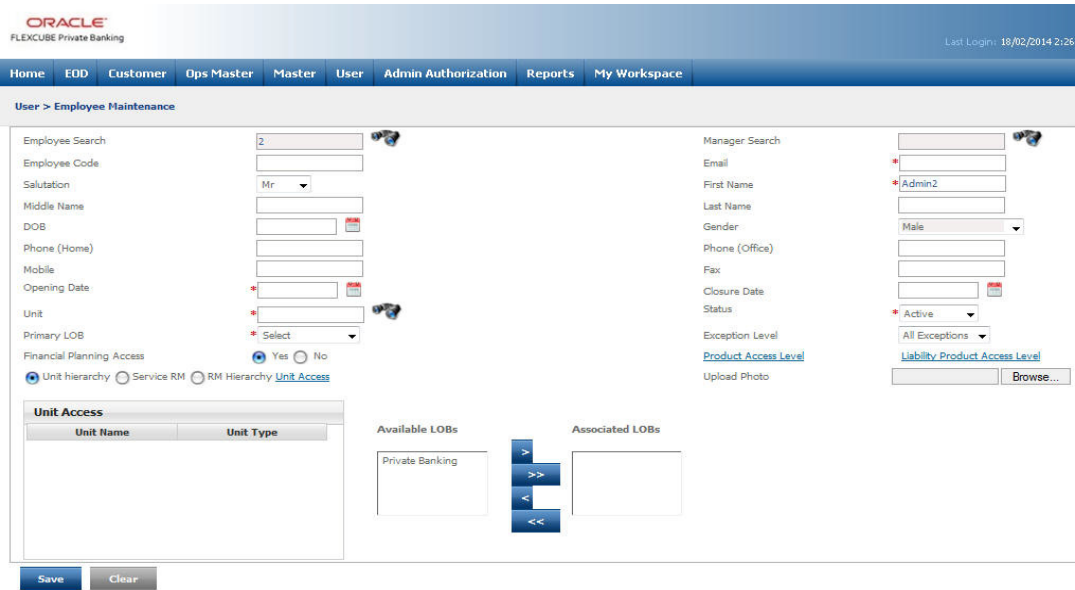 ORACLE
FLEXCUBE Private Banking
Last Login: 18/02/2014 2:26
Home EOD Customer Ops Master Master User Admin Authorization Reports My Workspace
User > Employee Maintenance
Employee Search 2 Manager Search
Employee Code Email *
Salutation Mr First Name * Admin2
Middle Name Last Name
DOB Gender Male
Phone (Home) Phone (Office)
Mobile Fax
Opening Date * Closure Date
Unit * Status * Active
Primary LOB * Select Exception Level All Exceptions
Financial Planning Access Yes No Product Access Level Liability Product Access Level
Unit hierarchy Service RM RM Hierarchy Unit Access Upload Photo Browse...
Unit Access
Unit Name Unit Type Available LOBs Associated LOBs
Private Banking
>
>>
<
<<
Save Clear